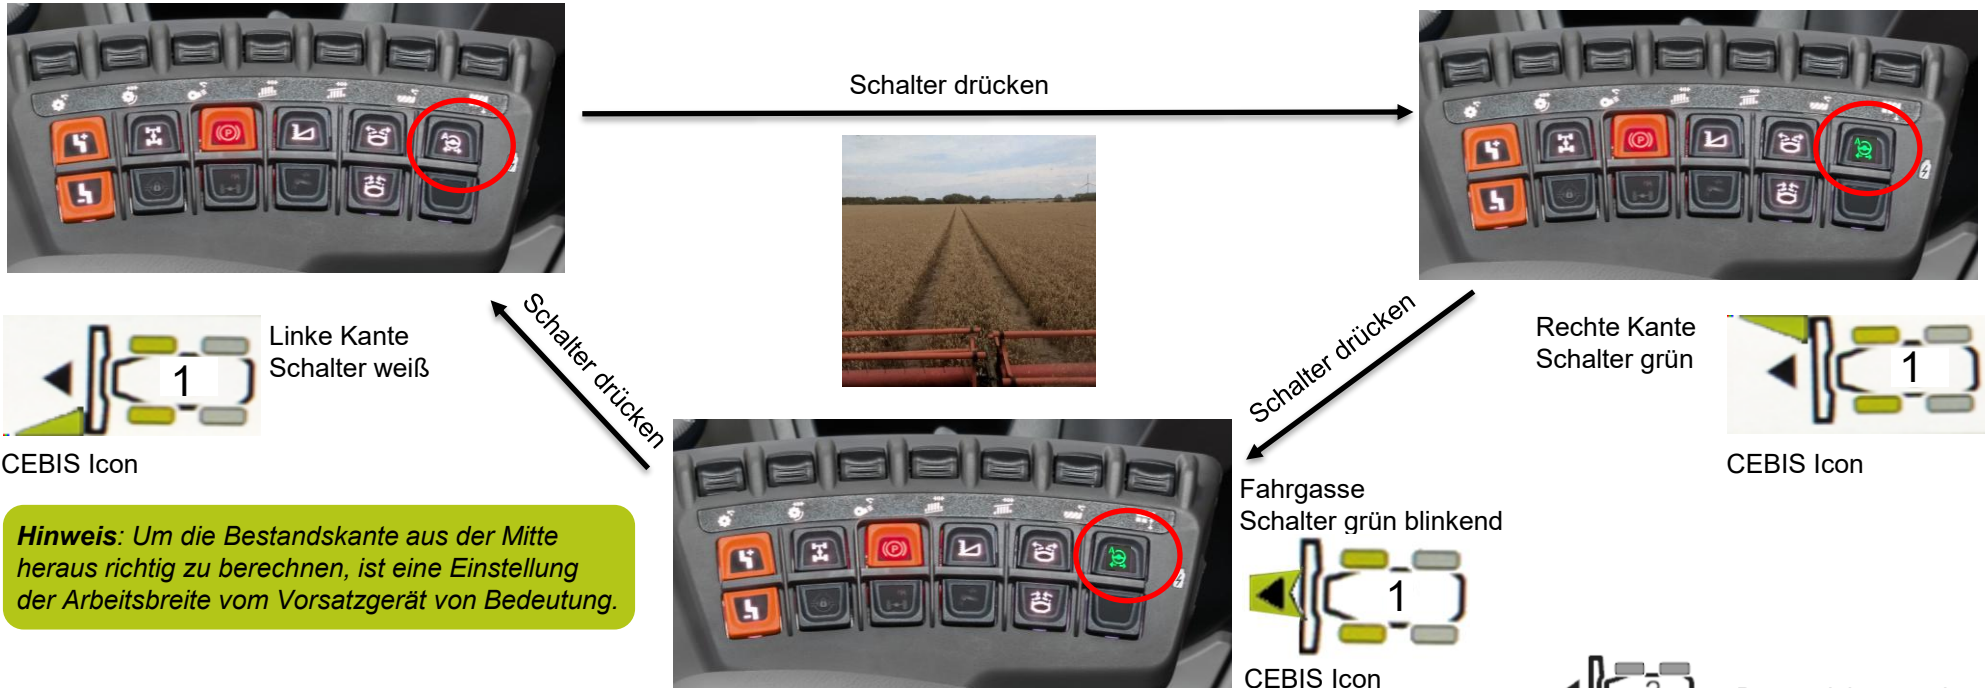 Schalter drücken
Schalter drücken
Schalter drücken
Linke Kante
Schalter weiß
1
CEBIS Icon
Rechte Kante
Schalter grün
1
CEBIS Icon
Fahrgasse
Schalter grün blinkend
1
CEBIS Icon
Hinweis: Um die Bestandskante aus der Mitte
heraus richtig zu berechnen, ist eine Einstellung
der Arbeitsbreite vom Vorsatzgerät von Bedeutung.